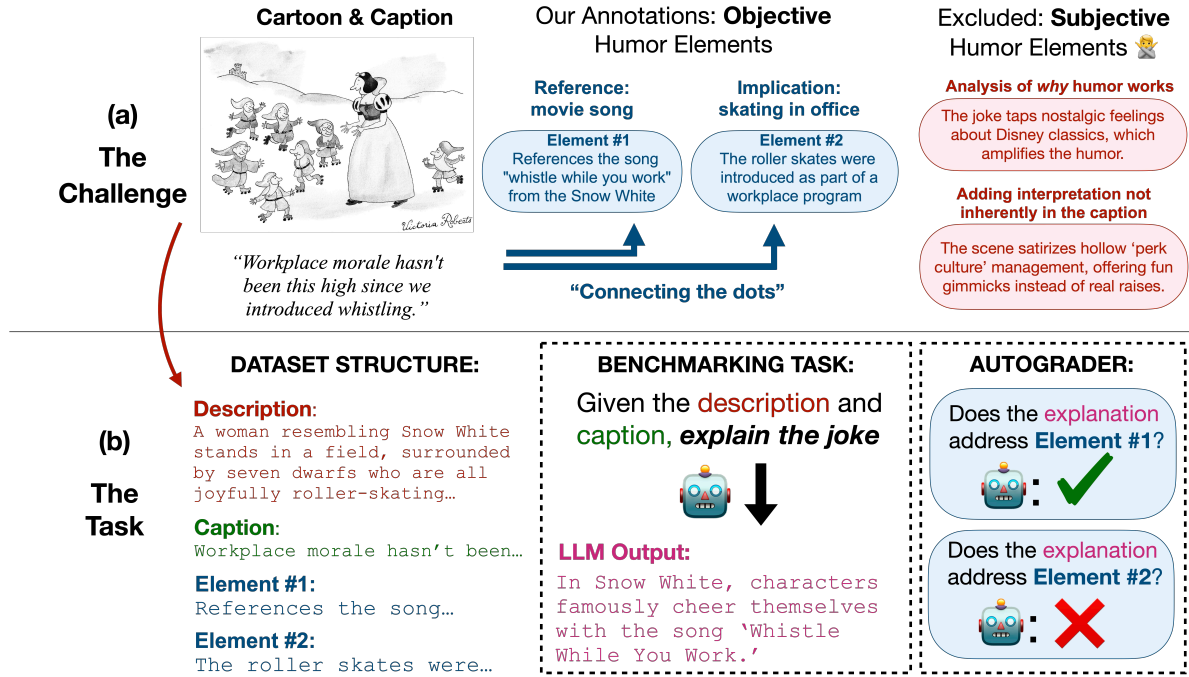 Cartoon & Caption
Our Annotations: Objective
Humor Elements
Excluded: Subjective
Humor Elements 🙅
(a)
The
Challenge
Victoria Roberts
“Workplace morale hasn't
been this high since we
introduced whistling.”
Reference:
movie song
Element #1
References the song
"whistle while you work"
from the Snow White
Implication:
skating in office
Element #2
The roller skates were
introduced as part of a
workplace program
“Connecting the dots”
Analysis of why humor works
The joke taps nostalgic feelings
about Disney classics, which
amplifies the humor.
Adding interpretation not
inherently in the caption
The scene satirizes hollow ‘perk
culture’ management, offering fun
gimmicks instead of real raises.
(b)
The
Task
DATASET STRUCTURE:
Description:
A woman resembling Snow White
stands in a field, surrounded
by seven dwarfs who are all
joyfully roller-skating…
Caption:
Workplace morale hasn’t been…
Element #1:
References the song…
Element #2:
The roller skates were…
BENCHMARKING TASK:
Given the description and
caption, explain the joke
LLM Output:
In Snow White, characters
famously cheer themselves
with the song ‘Whistle
While You Work.’
AUTOGRADER:
Does the explanation
address Element #1?
:
Does the explanation
address Element #2?
: